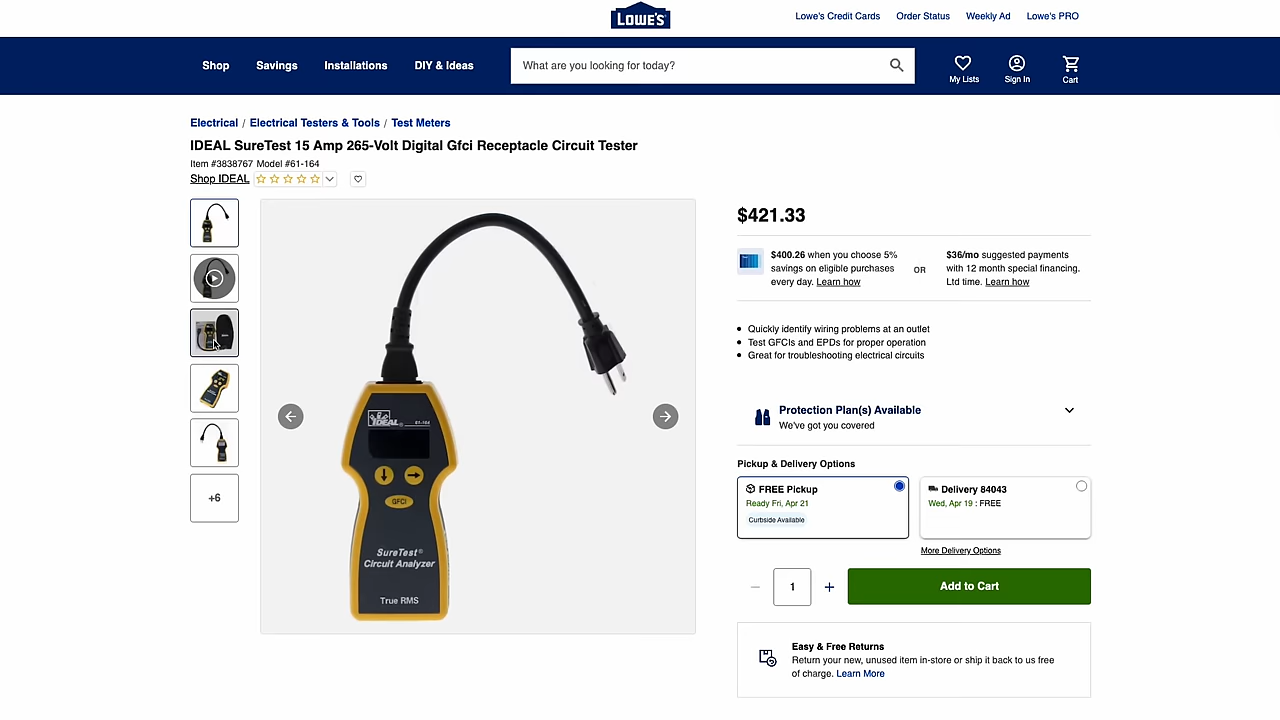 LOWE'S
Lowe's Credit Cards Order Status Weekly Ad Lowe's PRO
Shop Savings Installations DIY & Ideas
What are you looking for today?
My Lists Sign In Cart
Electrical / Electrical Testers & Tools / Test Meters
IDEAL SureTest 15 Amp 265-Volt Digital Gfci Receptacle Circuit Tester
Item #3838767 Model #61-164
Shop IDEAL
+6
IDEAL 61-164
GFCI
SureTest®
Circuit Analyzer
True RMS
$421.33
$400.26 when you choose 5%
savings on eligible purchases
every day. Learn how
OR
$36/mo suggested payments
with 12 month special financing.
Ltd time. Learn how
Quickly identify wiring problems at an outlet
Test GFCIs and EPDs for proper operation
Great for troubleshooting electrical circuits
Protection Plan(s) Available
We've got you covered
Pickup & Delivery Options
FREE Pickup
Ready Fri, Apr 21
Curbside Available
Delivery 84043
Wed, Apr 19 : FREE
More Delivery Options
1
Add to Cart
Easy & Free Returns
Return your new, unused item in-store or ship it back to us free
of charge. Learn More